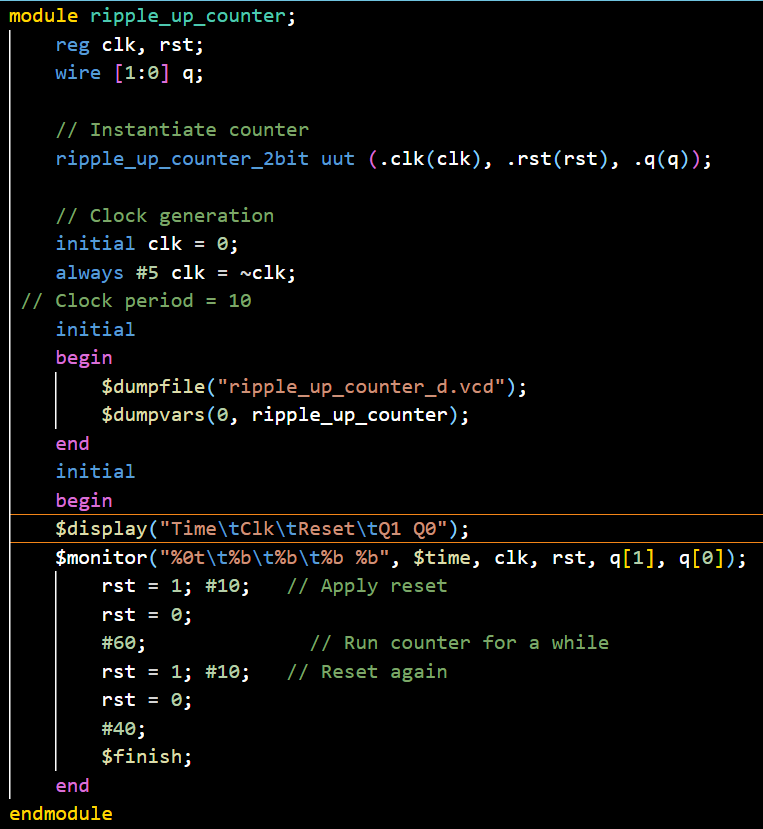 module ripple_up_counter;
    reg clk, rst;
    wire [1:0] q;

    // Instantiate counter
    ripple_up_counter_2bit uut (.clk(clk), .rst(rst), .q(q));

    // Clock generation
    initial clk = 0;
    always #5 clk = ~clk;
 // Clock period = 10
    initial
    begin
        $dumpfile("ripple_up_counter_d.vcd");
        $dumpvars(0, ripple_up_counter);
    end
    initial
    begin
    $display("Time\tClk\tReset\tQ1 Q0");
    $monitor("%0t\t%b\t%b\t%b %b", $time, clk, rst, q[1], q[0]);
        rst = 1; #10;   // Apply reset
        rst = 0;
        #60;              // Run counter for a while
        rst = 1; #10;   // Reset again
        rst = 0;
        #40;
        $finish;
    end
endmodule